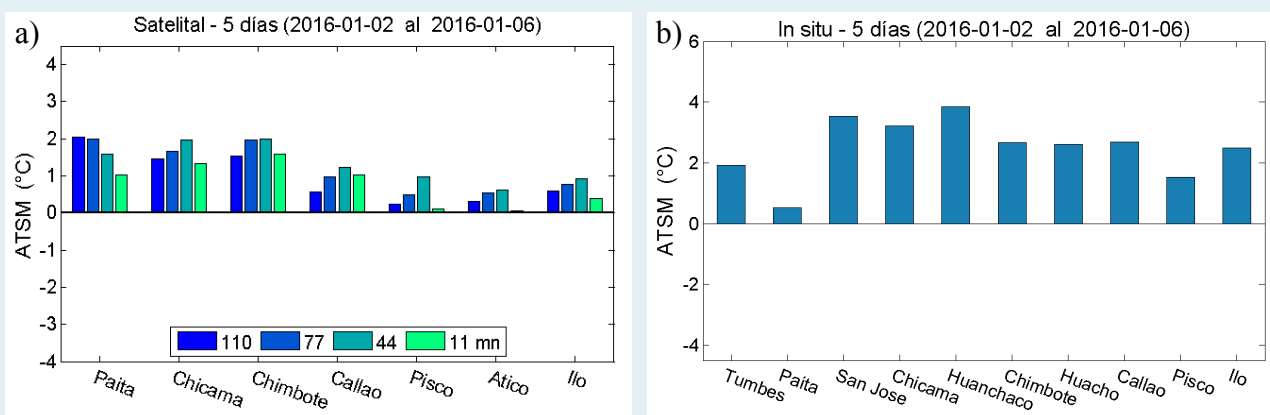 a)
Satelital - 5 días (2016-01-02 al 2016-01-06)
ATSM (°C)
4
3
2
1
0
-1
-2
-3
-4
110 77 44 11 mn
Paita Chicama Chimbote Callao Pisco Atico Ilo
b)
In situ - 5 días (2016-01-02 al 2016-01-06)
ATSM (°C)
6
4
2
0
-2
-4
Tumbes Paita San Jose Chicama Huanchaco Chimbote Huacho Callao Pisco Ilo